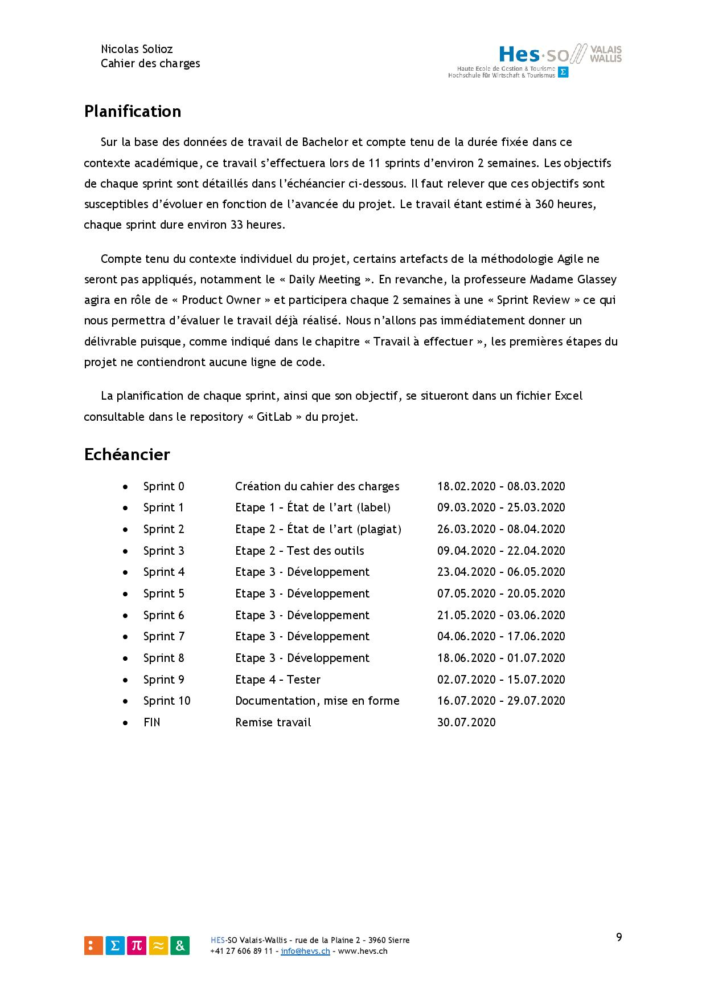 Nicolas Solioz
Cahier des charges
Hes·so VALAIS WALLIS
Haute Ecole de Gestion & Tourisme
Hochschule für Wirtschaft & Tourismus Σ
Planification
Sur la base des données de travail de Bachelor et compte tenu de la durée fixée dans ce
contexte académique, ce travail s’effectuera lors de 11 sprints d’environ 2 semaines. Les objectifs
de chaque sprint sont détaillés dans l’échéancier ci-dessous. Il faut relever que ces objectifs sont
susceptibles d’évoluer en fonction de l’avancée du projet. Le travail étant estimé à 360 heures,
chaque sprint dure environ 33 heures.
Compte tenu du contexte individuel du projet, certains artefacts de la méthodologie Agile ne
seront pas appliqués, notamment le « Daily Meeting ». En revanche, la professeure Madame Glassey
agira en rôle de « Product Owner » et participera chaque 2 semaines à une « Sprint Review » ce qui
nous permettra d’évaluer le travail déjà réalisé. Nous n’allons pas immédiatement donner un
délivrable puisque, comme indiqué dans le chapitre « Travail à effectuer », les premières étapes du
projet ne contiendront aucune ligne de code.
La planification de chaque sprint, ainsi que son objectif, se situeront dans un fichier Excel
consultable dans le repository « GitLab » du projet.
Echéancier
• Sprint 0 Création du cahier des charges 18.02.2020 – 08.03.2020
• Sprint 1 Etape 1 – État de l’art (label) 09.03.2020 – 25.03.2020
• Sprint 2 Etape 2 – État de l’art (plagiat) 26.03.2020 – 08.04.2020
• Sprint 3 Etape 2 – Test des outils 09.04.2020 – 22.04.2020
• Sprint 4 Etape 3 - Développement 23.04.2020 – 06.05.2020
• Sprint 5 Etape 3 - Développement 07.05.2020 – 20.05.2020
• Sprint 6 Etape 3 - Développement 21.05.2020 – 03.06.2020
• Sprint 7 Etape 3 - Développement 04.06.2020 – 17.06.2020
• Sprint 8 Etape 3 - Développement 18.06.2020 – 01.07.2020
• Sprint 9 Etape 4 – Tester 02.07.2020 – 15.07.2020
• Sprint 10 Documentation, mise en forme 16.07.2020 – 29.07.2020
• FIN Remise travail 30.07.2020
: Σ π ≈ &
HES-SO Valais-Wallis – rue de la Plaine 2 – 3960 Sierre
+41 27 606 89 11 – info@hevs.ch – www.hevs.ch
9